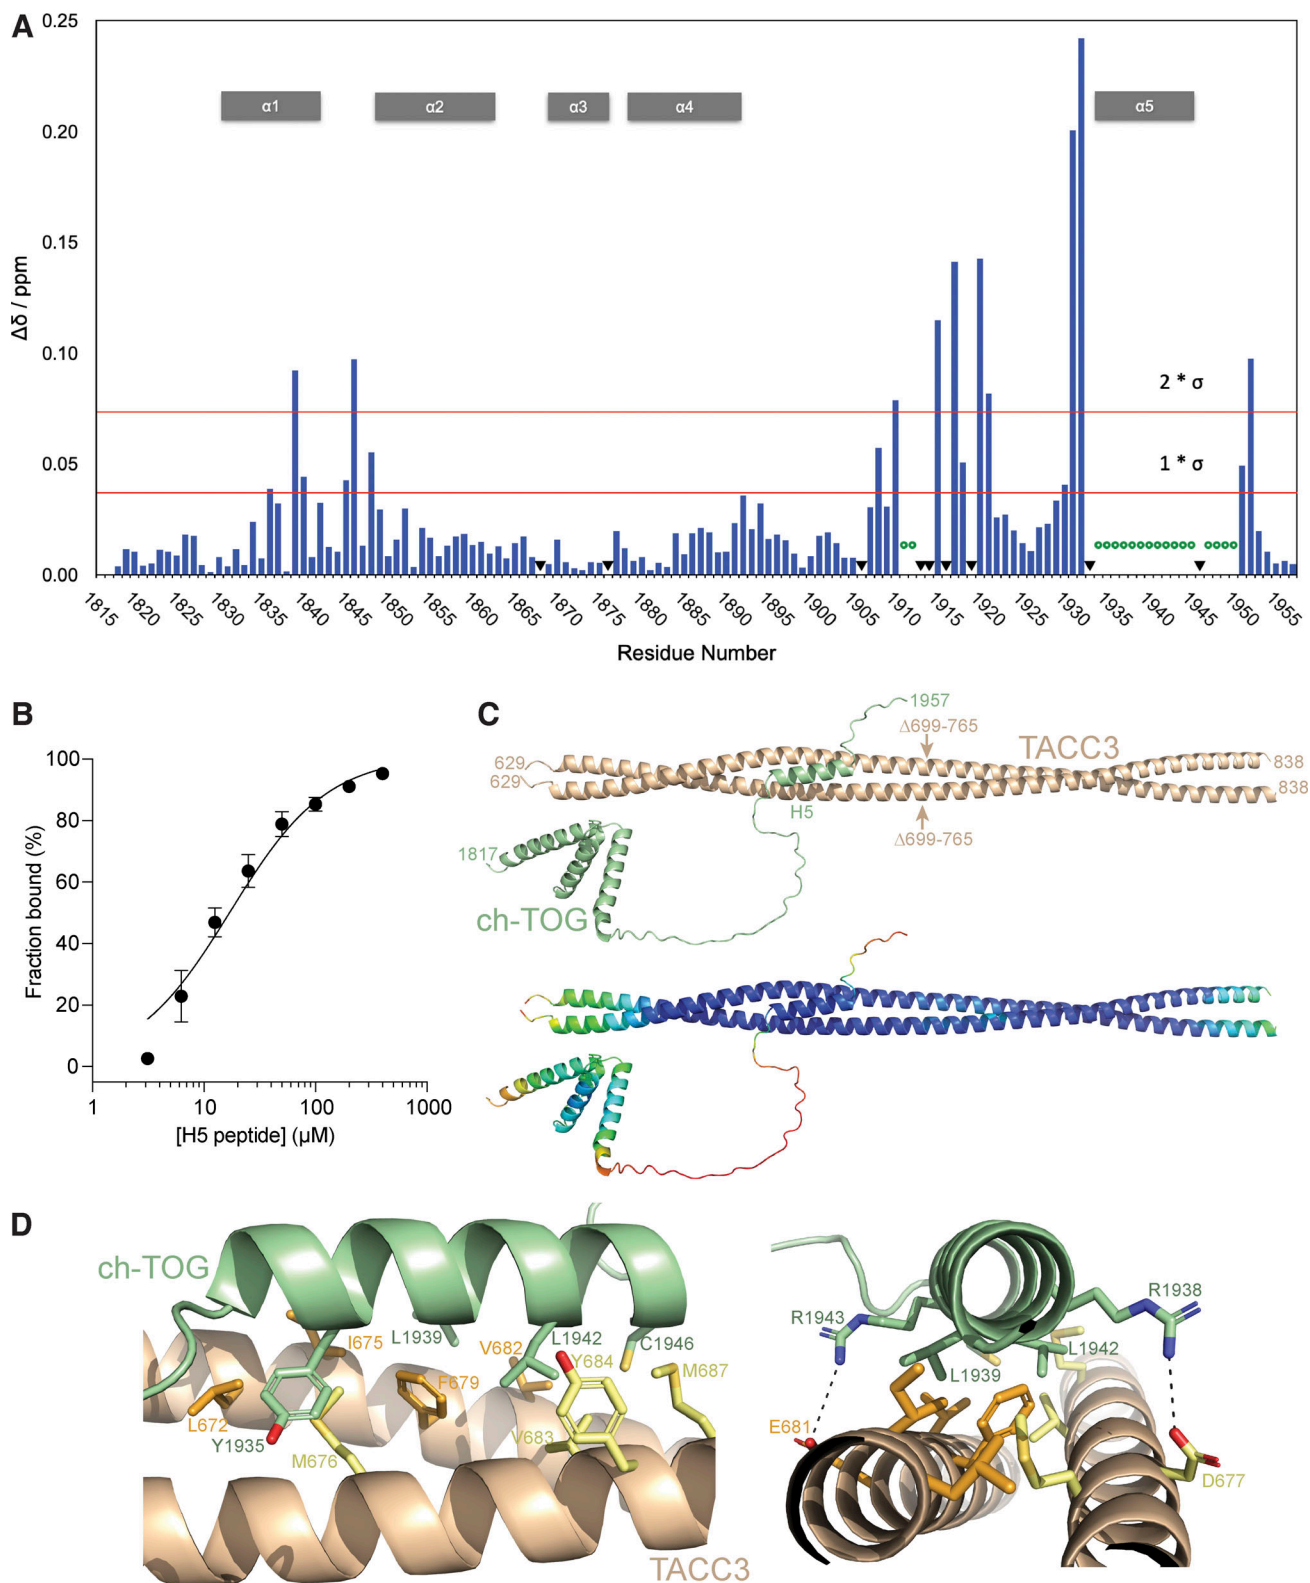 A
0.25
0.20
0.15
0.10
0.05
0.00
Δδ / ppm
α1
α2
α3
α4
α5
2 * σ
1 * σ
1815
1820
1825
1830
1835
1840
1845
1850
1855
1860
1865
1870
1875
1880
1885
1890
1895
1900
1905
1910
1915
1920
1925
1930
1935
1940
1945
1950
1955
Residue Number
B
100
80
60
40
20
0
Fraction bound (%)
1
10
100
1000
[H5 peptide] (µM)
C
1957
Δ699-765
TACC3
629
629
838
838
H5
Δ699-765
1817
ch-TOG
D
ch-TOG
I675
L1939
V682
L1942
Y684
C1946
M687
L672
F679
Y1935
M676
V683
TACC3
R1943
R1938
L1942
L1939
E681
D677